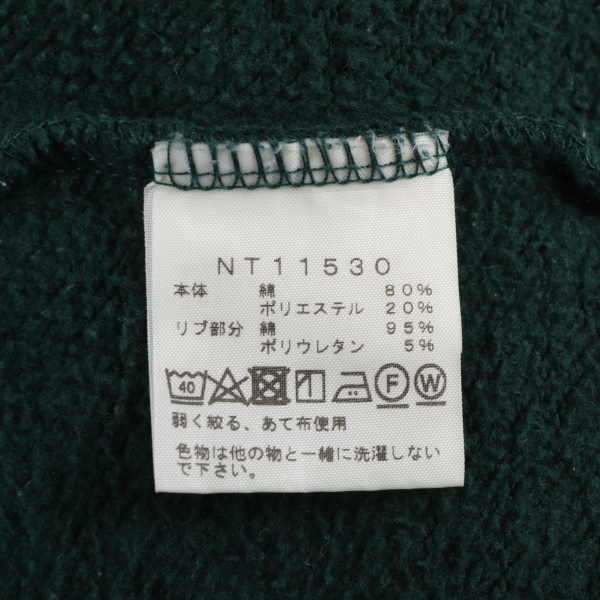 NT11530
本体 綿 80%
ポリエステル 20%
リブ部分 綿 95%
ポリウレタン 5%
40 F W
弱く絞る、あて布使用
色物は他の物と一緒に洗濯しない
で下さい。